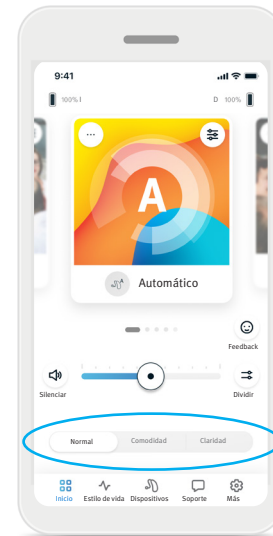 9:41
100% I D 100%
A
A
Automático
Feedback
Silenciar Dividir
Normal Comodidad Claridad
Inicio Estilo de vida Dispositivos Soporte Más